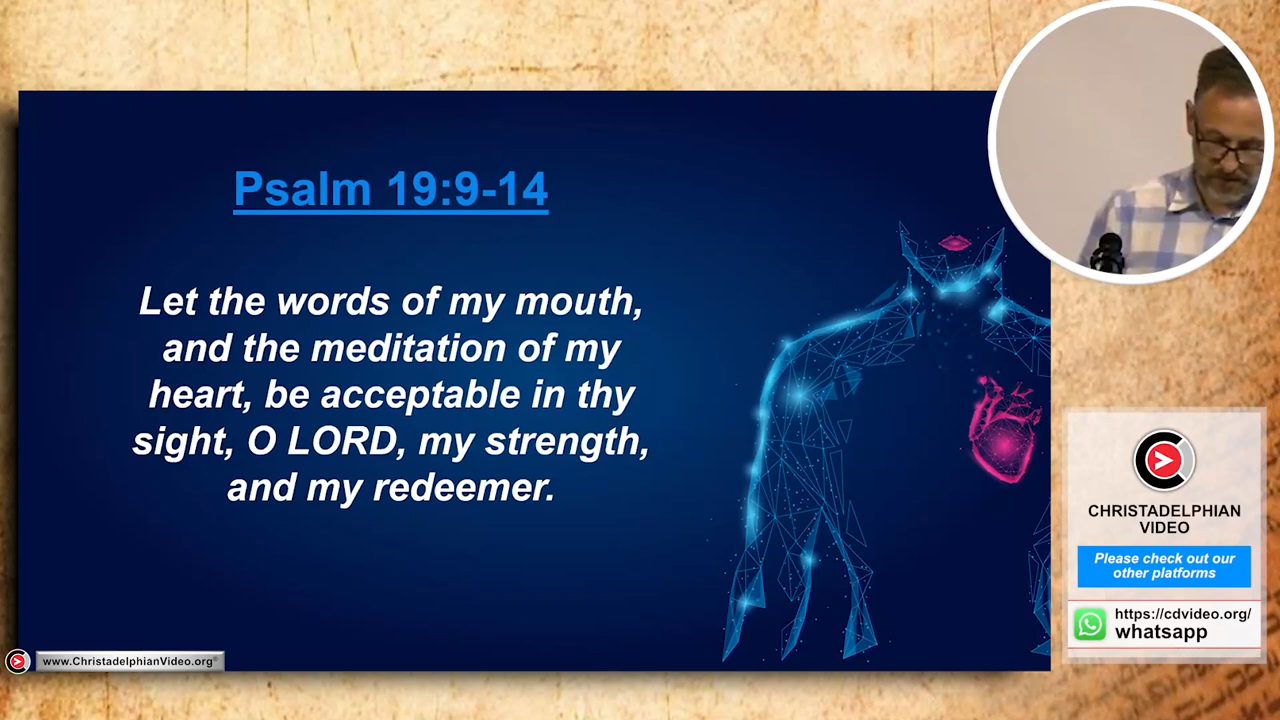 Psalm 19:9-14
Let the words of my mouth,
and the meditation of my
heart, be acceptable in thy
sight, O LORD, my strength,
and my redeemer.
CHRISTADELPHIAN
VIDEO
Please check out our
other platforms
https://cdvideo.org/
whatsapp
www.ChristadelphianVideo.org®